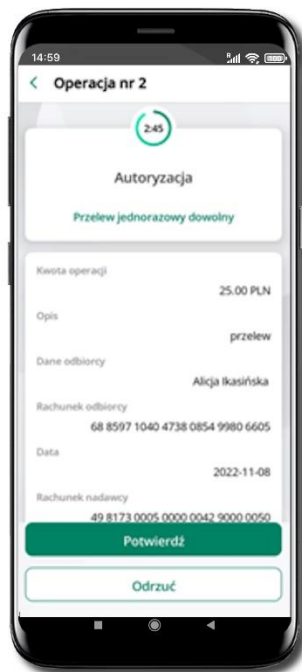 14:59
Operacja nr 2
2:45
Autoryzacja
Przelew jednorazowy dowolny
Kwota operacji
25.00 PLN
Opis
przelew
Dane odbiorcy
Alicja Ikasińska
Rachunek odbiorcy
68 8597 1040 4738 0854 9980 6605
Data
2022-11-08
Rachunek nadawcy
49 8173 0005 0000 0042 9000 0050
Potwierdź
Odrzuć